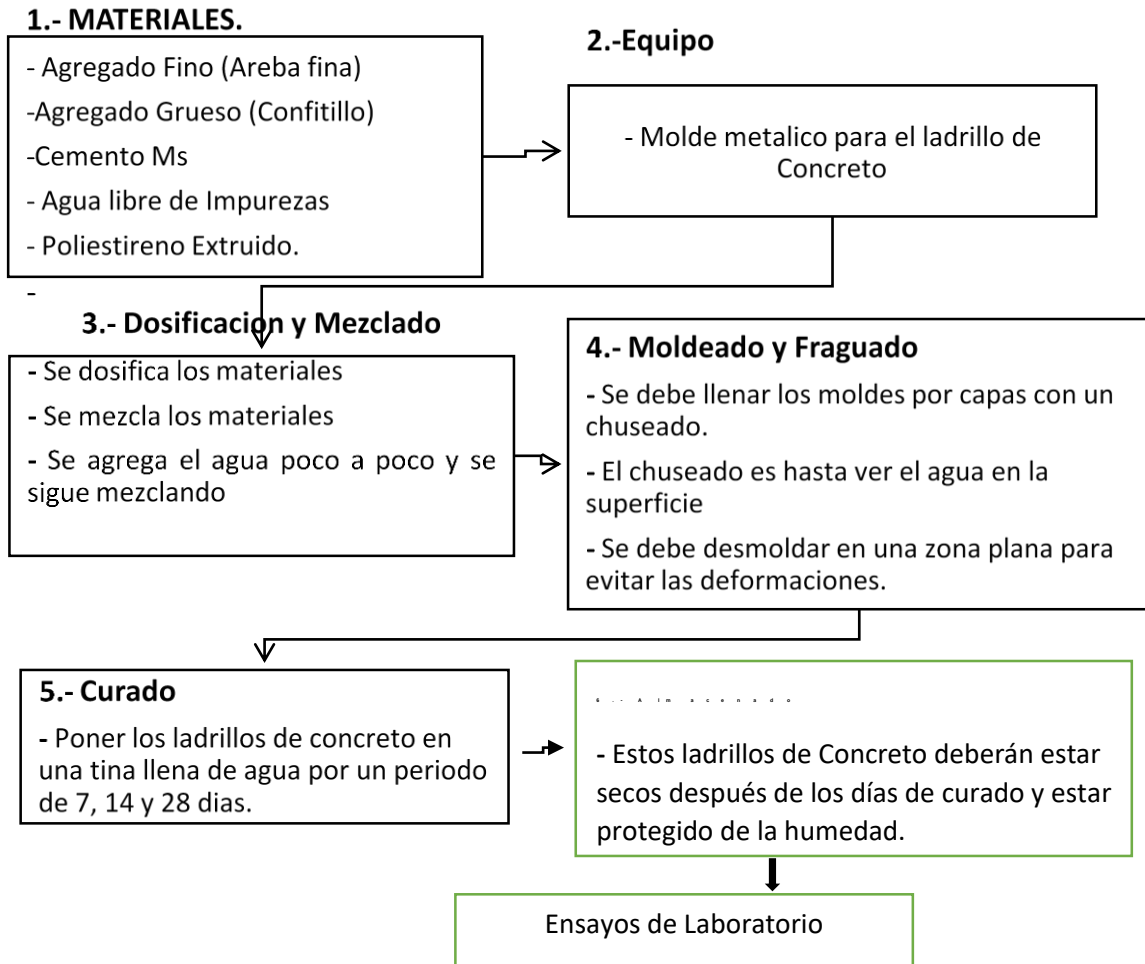 1.- MATERIALES.
- Agregado Fino (Areba fina)
-Agregado Grueso (Confitillo)
-Cemento Ms
- Agua libre de Impurezas
- Poliestireno Extruido.
-
2.-Equipo
- Molde metalico para el ladrillo de
Concreto
3.- Dosificacion y Mezclado
- Se dosifica los materiales
- Se mezcla los materiales
- Se agrega el agua poco a poco y se
sigue mezclando
4.- Moldeado y Fraguado
- Se debe llenar los moldes por capas con un
chuseado.
- El chuseado es hasta ver el agua en la
superficie
- Se debe desmoldar en una zona plana para
evitar las deformaciones.
5.- Curado
- Poner los ladrillos de concreto en
una tina llena de agua por un periodo
de 7, 14 y 28 dias.
- Estos ladrillos de Concreto deberán estar
secos después de los días de curado y estar
protegido de la humedad.
Ensayos de Laboratorio